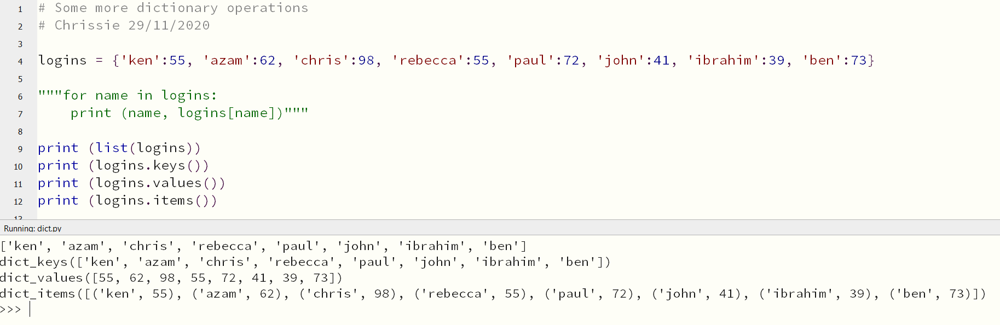 1 # Some more dictionary operations
2 # Chrissie 29/11/2020
3
4 logins = {'ken':55, 'azam':62, 'chris':98, 'rebecca':55, 'paul':72, 'john':41, 'ibrahim':39, 'ben':73}
5
6 """for name in logins:
7     print (name, logins[name])"""
8
9 print (list(logins))
10 print (logins.keys())
11 print (logins.values())
12 print (logins.items())
13
Running: dict.py
['ken', 'azam', 'chris', 'rebecca', 'paul', 'john', 'ibrahim', 'ben']
dict_keys(['ken', 'azam', 'chris', 'rebecca', 'paul', 'john', 'ibrahim', 'ben'])
dict_values([55, 62, 98, 55, 72, 41, 39, 73])
dict_items([('ken', 55), ('azam', 62), ('chris', 98), ('rebecca', 55), ('paul', 72), ('john', 41), ('ibrahim', 39), ('ben', 73)])
>>>